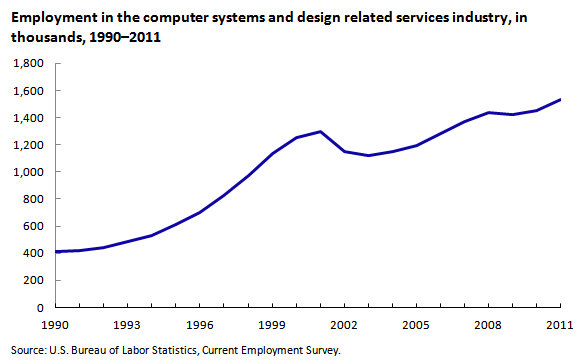 Employment in the computer systems and design related services industry, in
thousands, 1990–2011
1,800
1,600
1,400
1,200
1,000
800
600
400
200
0
1990 1993 1996 1999 2002 2005 2008 2011
Source: U.S. Bureau of Labor Statistics, Current Employment Survey.